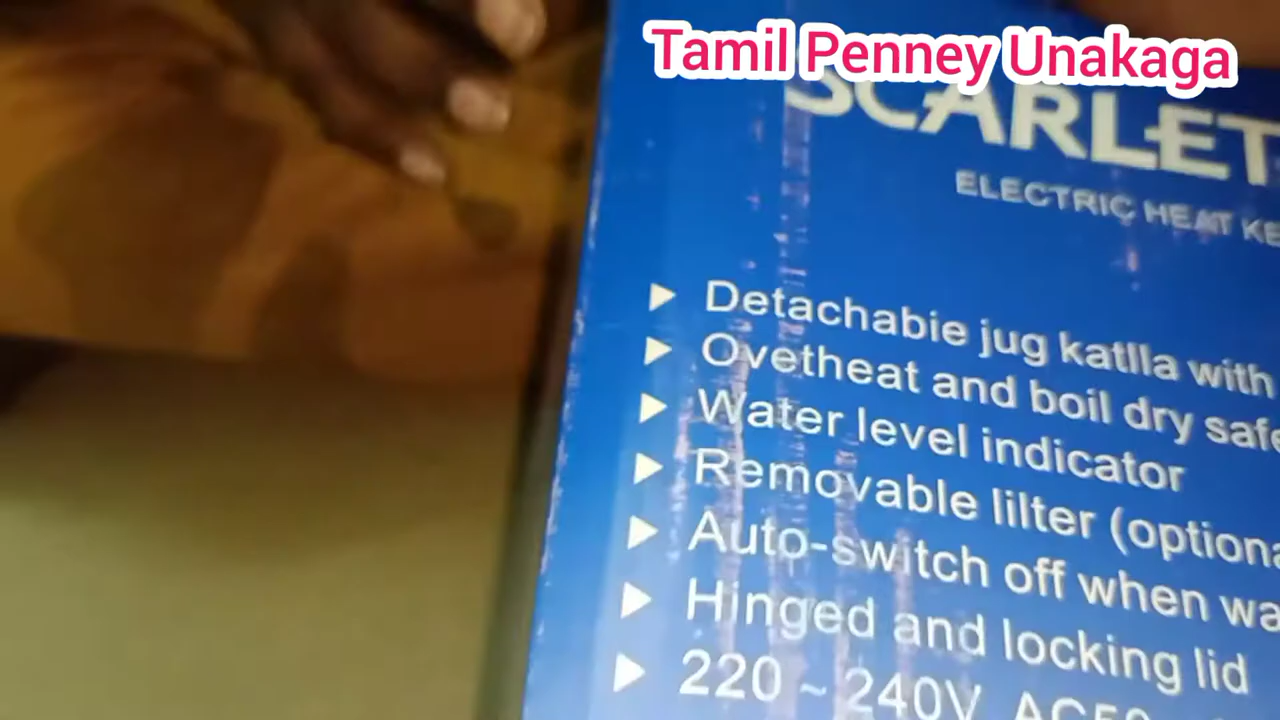 Tamil Penney Unakaga
SCARLET
ELECTRIC HEAT KE
Detachabie jug katlla with
Ovetheat and boil dry safe
Water level indicator
Removable lilter (optiona
Auto-switch off when wa
Hinged and locking lid
220 ~ 240V AC50